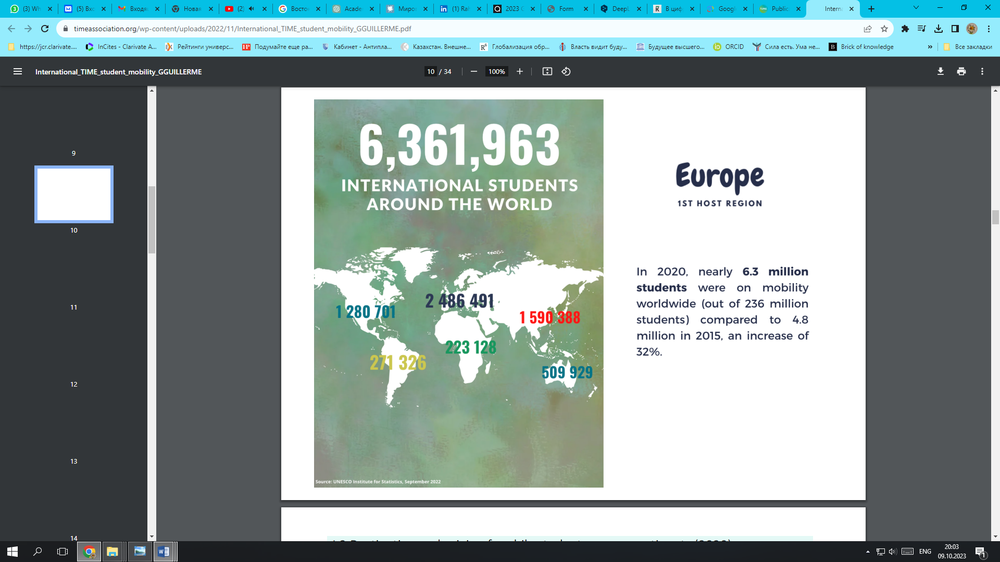 (3) Wh
(5) Вхо
Входя
Новая
(2)
Восто
Acade
Миро
(1) Rah
2023 G
Form
DeepL
В циф
Googl
Public
Interna
timeassociation.org/wp-content/uploads/2022/11/International_TIME_student_mobility_GGUILLERME.pdf
https://jcr.clarivate....
InCites - Clarivate A...
Рейтинги универс...
Подумайте еще ра...
Кабинет - Антипла...
Казахстан. Внешне...
Глобализация обр...
Власть видит буду...
Будущее высшего...
ORCID
Сила есть. Ума не...
Brick of knowledge
»
Все закладки
International_TIME_student_mobility_GGUILLERME
10 / 34
100%
9
10
11
12
13
14
6,361,963
INTERNATIONAL STUDENTS
AROUND THE WORLD
2 486 491
1 280 701
1 590 388
223 128
271 326
509 929
Source: UNESCO Institute for Statistics, September 2022
Europe
1ST HOST REGION
In 2020, nearly 6.3 million
students were on mobility
worldwide (out of 236 million
students) compared to 4.8
million in 2015, an increase of
32%.
ENG
20:03
09.10.2023
1